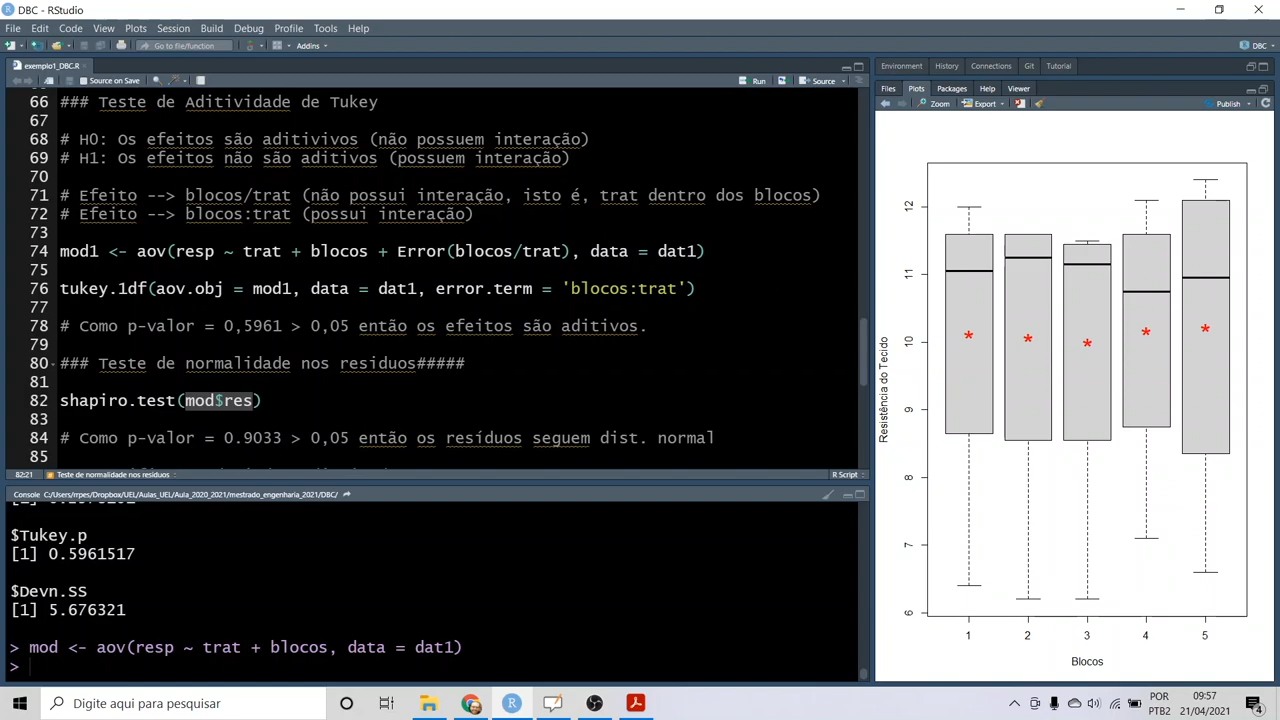 DBC - RStudio
File Edit Code View Plots Session Build Debug Profile Tools Help
Go to file/function Addins DBC
exemplo1_DBC.R
Source on Save Run Source
66 ### Teste de Aditividade de Tukey
67
68 # H0: Os efeitos são aditivivos (não possuem interação)
69 # H1: Os efeitos não são aditivos (possuem interação)
70
71 # Efeito --> blocos/trat (não possui interação, isto é, trat dentro dos blocos)
72 # Efeito --> blocos:trat (possui interação)
73
74 mod1 <- aov(resp ~ trat + blocos + Error(blocos/trat), data = dat1)
75
76 tukey.1df(aov.obj = mod1, data = dat1, error.term = 'blocos:trat')
77
78 # Como p-valor = 0,5961 > 0,05 então os efeitos são aditivos.
79
80 ### Teste de normalidade nos residuos#####
81
82 shapiro.test(mod$res)
83
84 # Como p-valor = 0.9033 > 0,05 então os resíduos seguem dist. normal
85
82:21 Teste de normalidade nos residuos R Script
Console C:/Users/rrpes/Dropbox/UEL/Aulas_UEL/Aula_2020_2021/mestrado_engenharia_2021/DBC/
$Tukey.p
[1] 0.5961517
$Devn.SS
[1] 5.676321
> mod <- aov(resp ~ trat + blocos, data = dat1)
>
Environment History Connections Git Tutorial
Files Plots Packages Help Viewer
Zoom Export Publish
12
11
10
9
8
7
6
Resistência do Tecido
1 2 3 4 5
Blocos
Digite aqui para pesquisar
POR
PTB2
09:57
21/04/2021
4